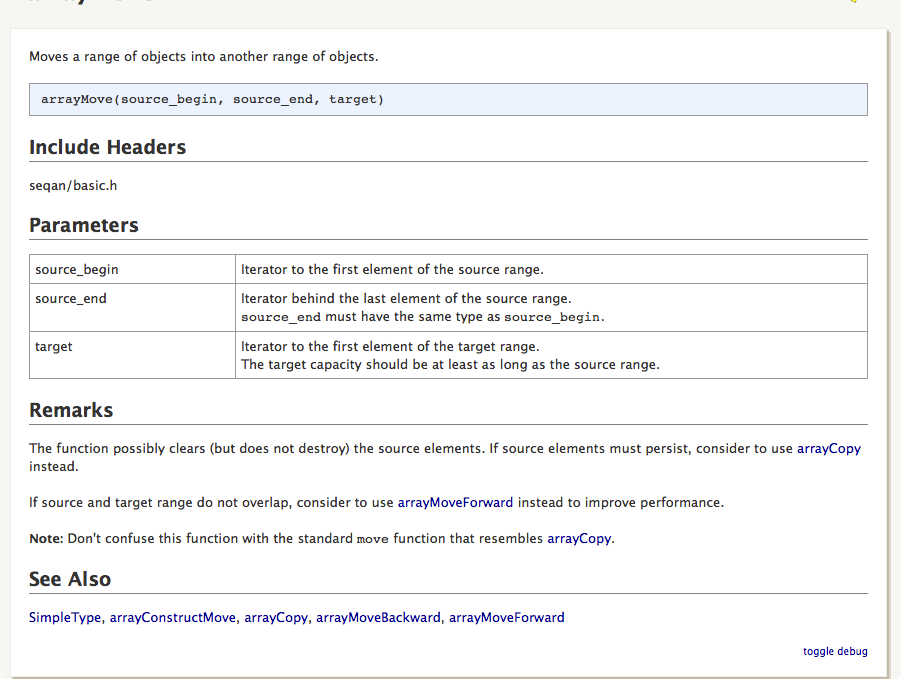 Moves a range of objects into another range of objects.
arrayMove(source_begin, source_end, target)
Include Headers
seqan/basic.h
Parameters
source_begin Iterator to the first element of the source range.
source_end Iterator behind the last element of the source range.
source_end must have the same type as source_begin.
target Iterator to the first element of the target range.
The target capacity should be at least as long as the source range.
Remarks
The function possibly clears (but does not destroy) the source elements. If source elements must persist, consider to use arrayCopy
instead.
If source and target range do not overlap, consider to use arrayMoveForward instead to improve performance.
Note: Don't confuse this function with the standard move function that resembles arrayCopy.
See Also
SimpleType, arrayConstructMove, arrayCopy, arrayMoveBackward, arrayMoveForward
toggle debug